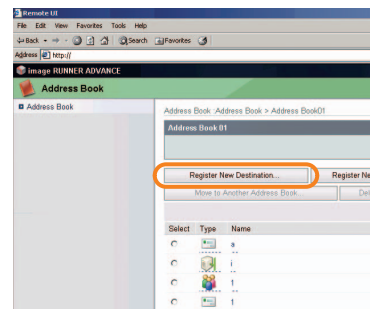 Remote UI
File Edit View Favorites Tools Help
Back Search Favorites
Address http://
image RUNNER ADVANCE
Address Book
Address Book
Address Book :Address Book > Address Book01
Address Book 01
Register New Destination... Register Ne
Move to Another Address Book... Del
Select Type Name
a
i
f
f